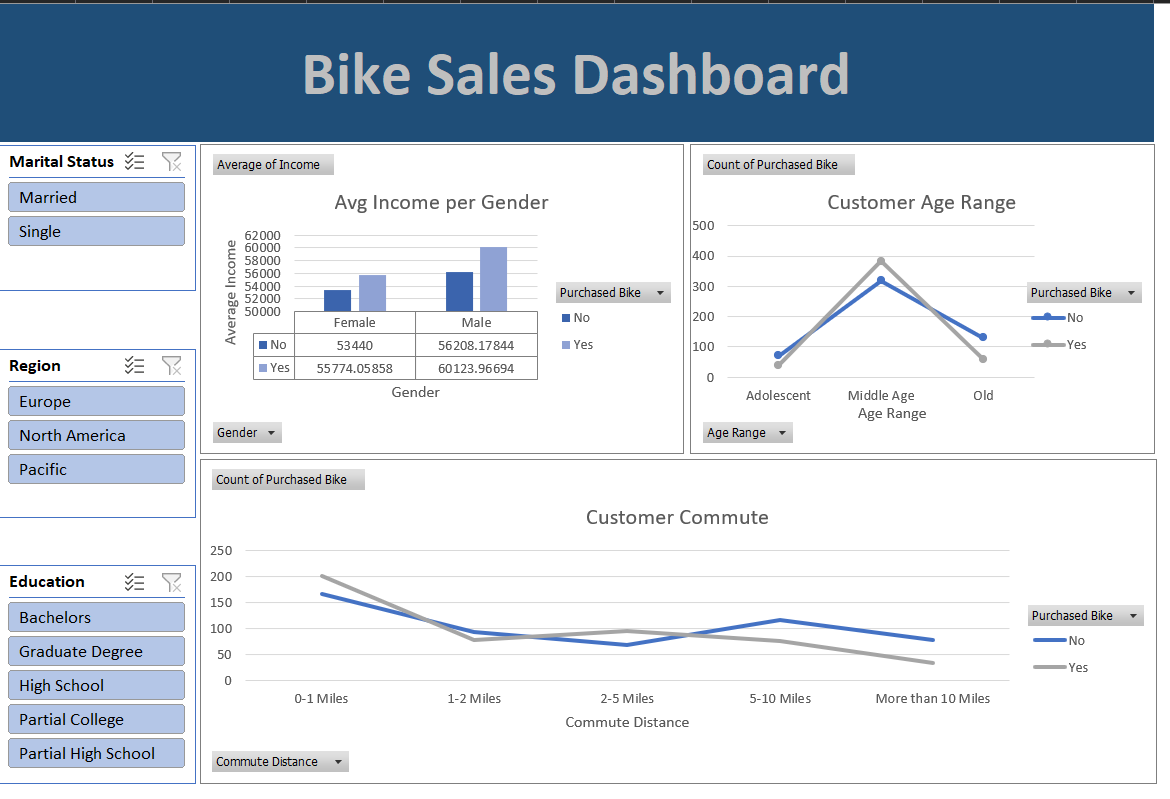 Bike Sales Dashboard
Marital Status
Married
Single
Region
Europe
North America
Pacific
Education
Bachelors
Graduate Degree
High School
Partial College
Partial High School
Average of Income
Avg Income per Gender
Average Income
62000
60000
58000
56000
54000
52000
50000
Female Male
No 53440 56208.17844
Yes 55774.05858 60123.96694
Gender
Purchased Bike
No
Yes
Gender
Count of Purchased Bike
Customer Age Range
500
400
300
200
100
0
Adolescent Middle Age Old
Age Range
Purchased Bike
No
Yes
Age Range
Count of Purchased Bike
Customer Commute
250
200
150
100
50
0
0-1 Miles 1-2 Miles 2-5 Miles 5-10 Miles More than 10 Miles
Commute Distance
Purchased Bike
No
Yes
Commute Distance